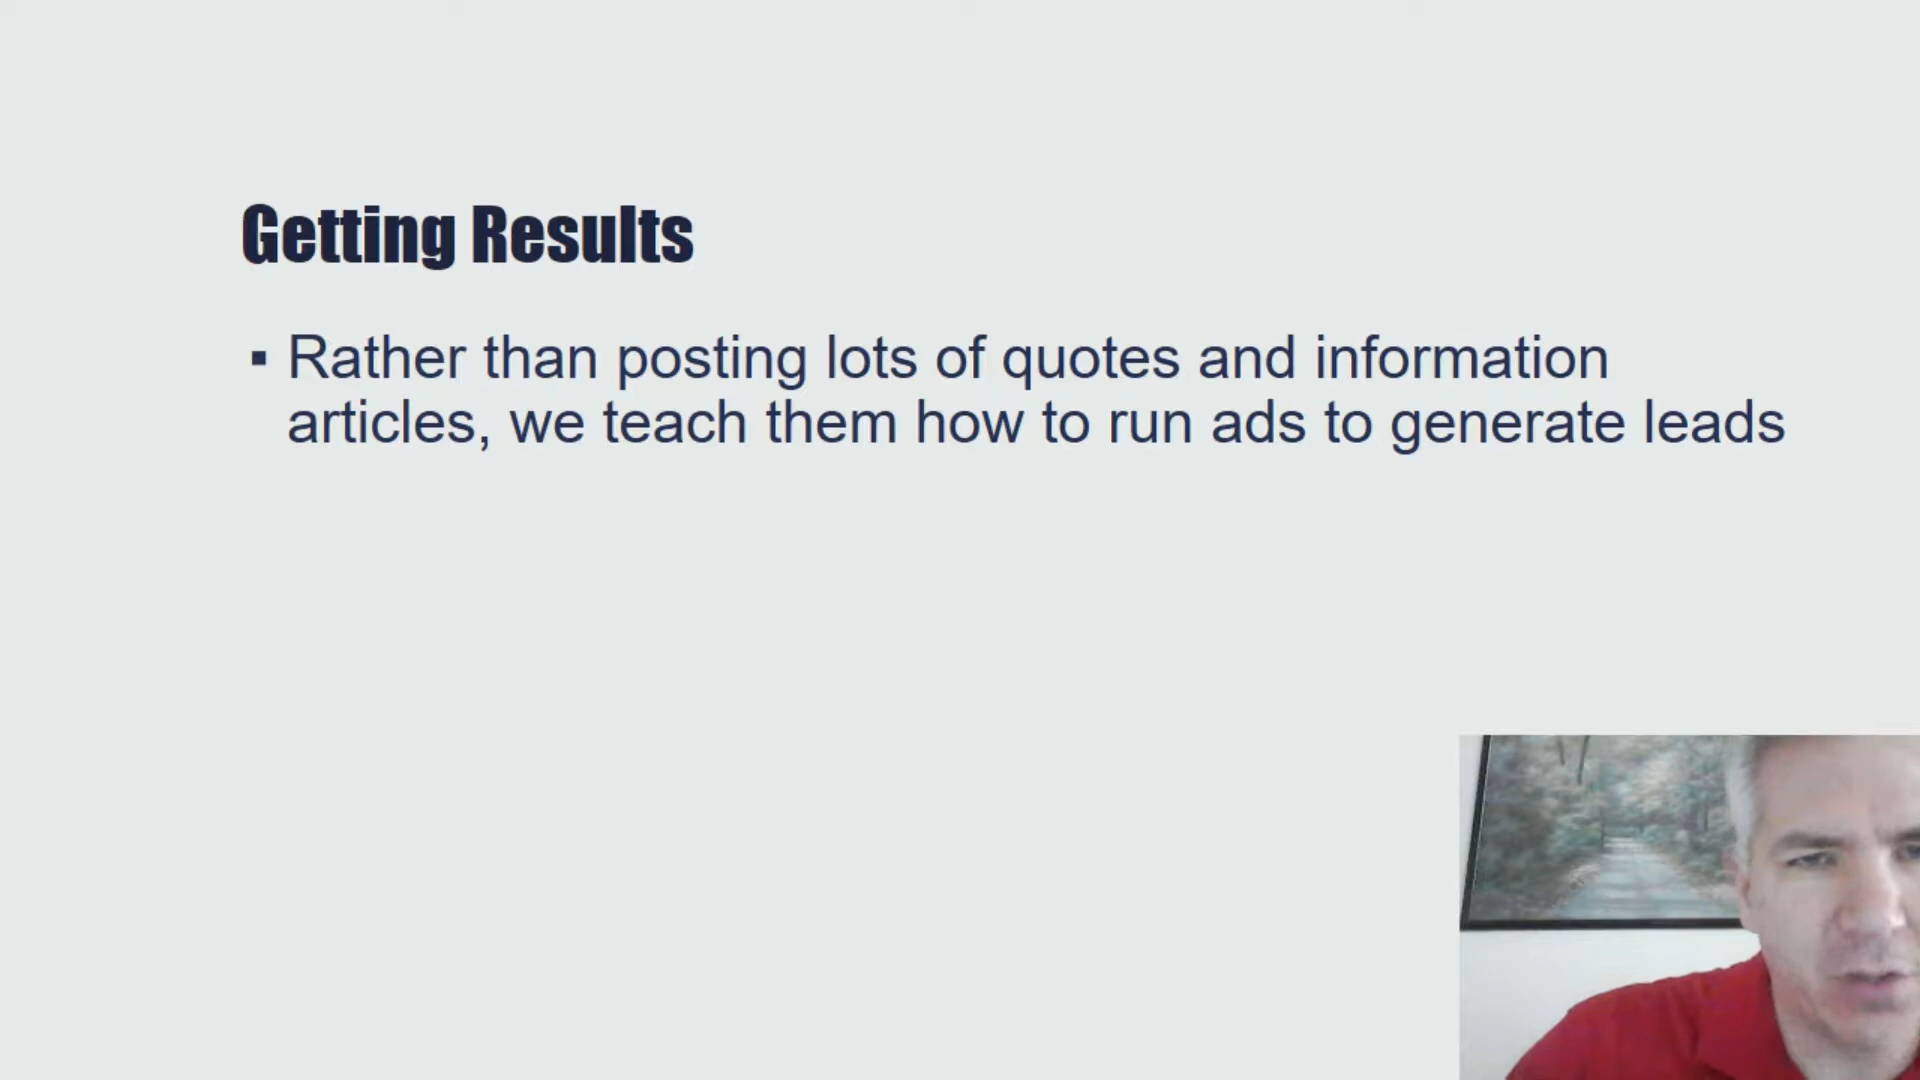 Getting Results
▪ Rather than posting lots of quotes and information
articles, we teach them how to run ads to generate leads